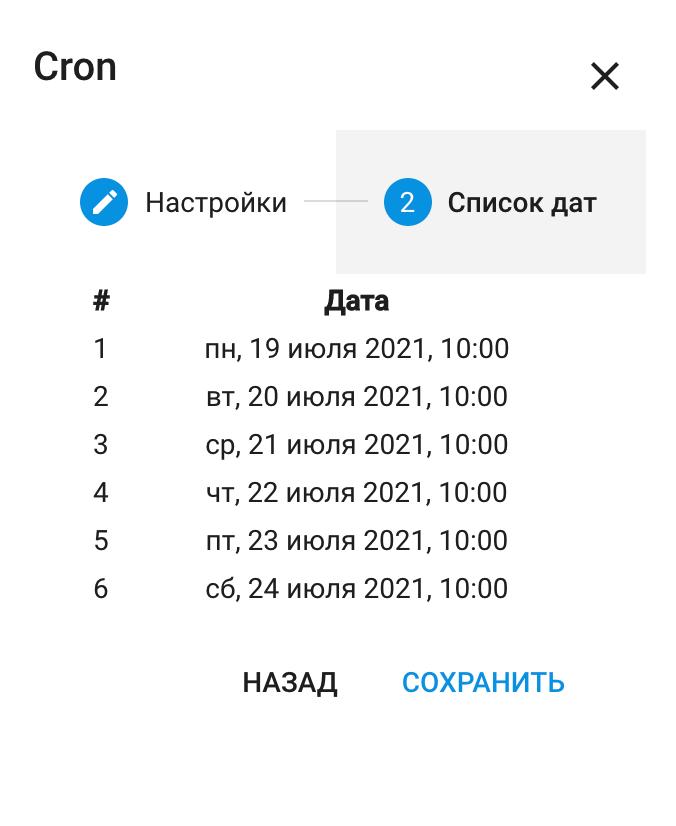 Cron
Настройки 2 Список дат
# Дата
1 пн, 19 июля 2021, 10:00
2 вт, 20 июля 2021, 10:00
3 ср, 21 июля 2021, 10:00
4 чт, 22 июля 2021, 10:00
5 пт, 23 июля 2021, 10:00
6 сб, 24 июля 2021, 10:00
НАЗАД СОХРАНИТЬ